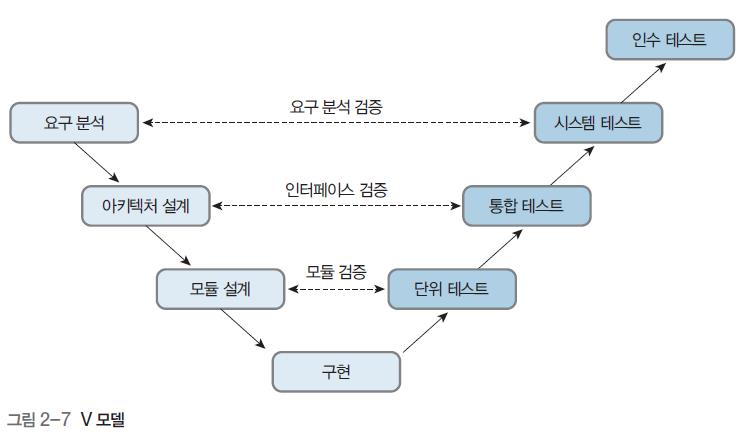 인수 테스트
요구 분석
요구 분석 검증
시스템 테스트
아키텍처 설계
인터페이스 검증
통합 테스트
모듈 설계
모듈 검증
단위 테스트
구현
그림 2-7 V 모델